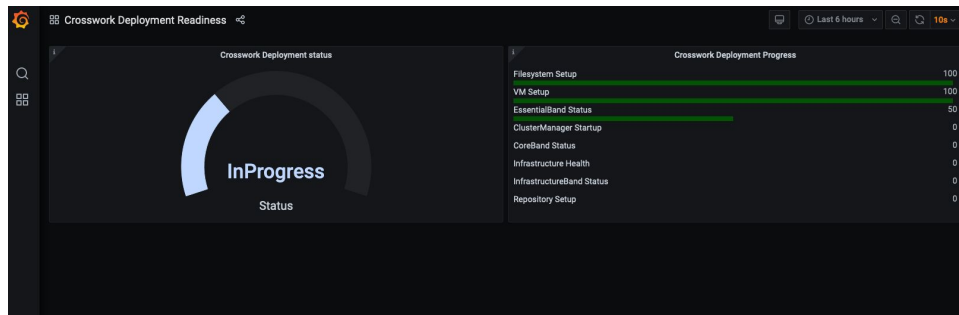 Crosswork Deployment Readiness
Last 6 hours
10s
Crosswork Deployment status
InProgress
Status
Crosswork Deployment Progress
Filesystem Setup 100
VM Setup 100
EssentialBand Status 50
ClusterManager Startup 0
CoreBand Status 0
Infrastructure Health 0
InfrastructureBand Status 0
Repository Setup 0